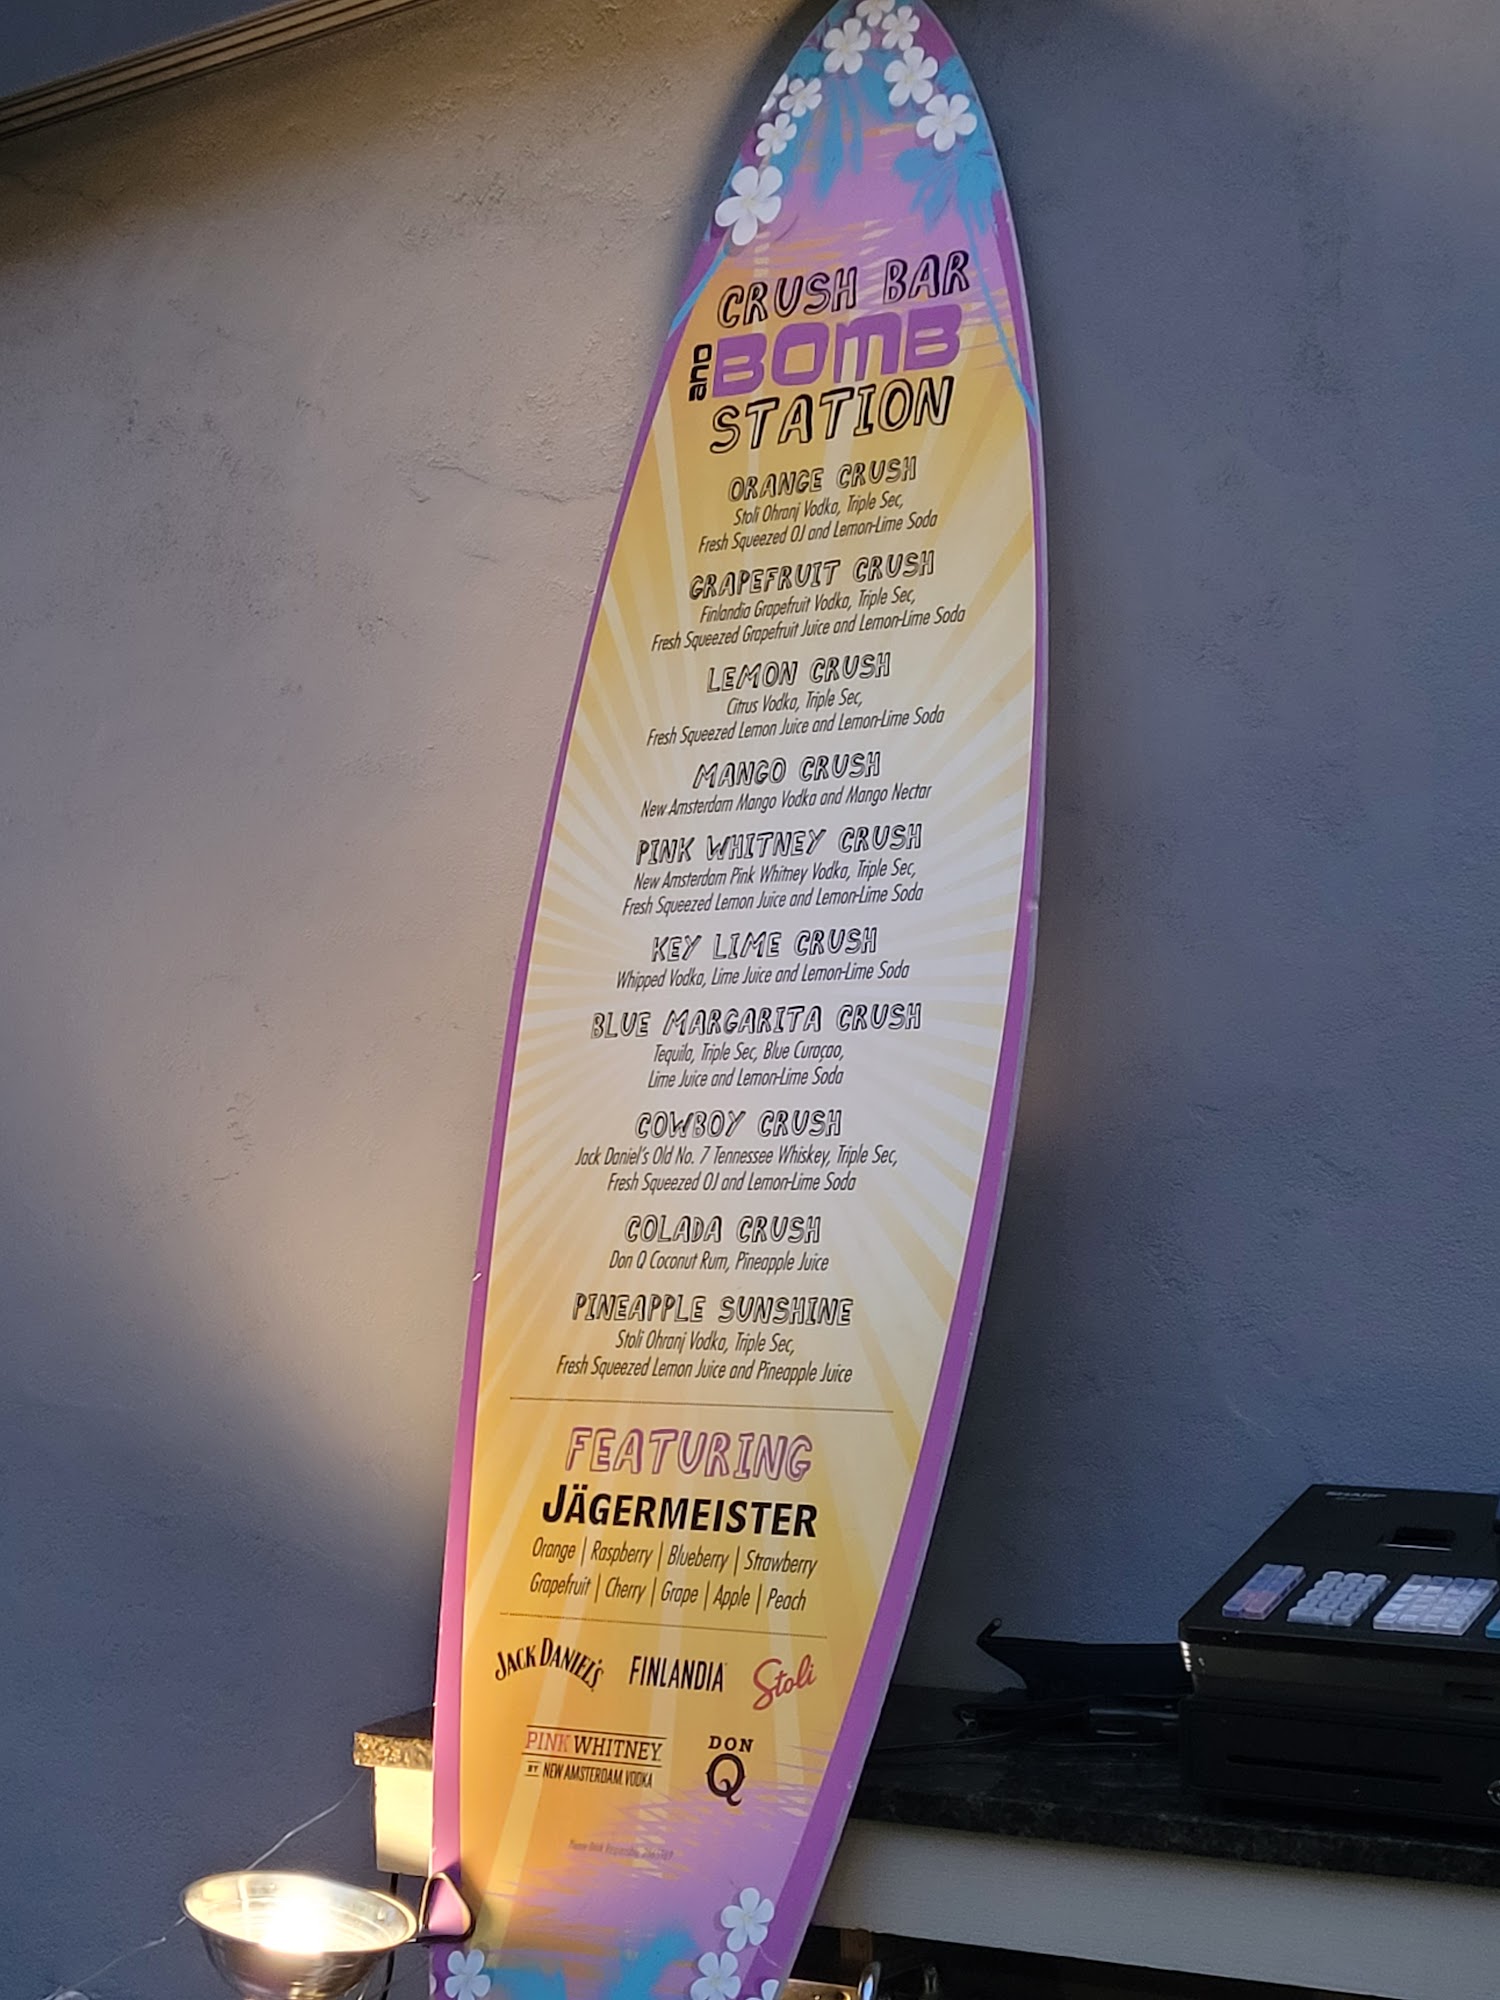 CRUSH BAR
and BOMB
STATION
ORANGE CRUSH
Stoli Ohranj Vodka, Triple Sec,
Fresh Squeezed OJ and Lemon-Lime Soda
GRAPEFRUIT CRUSH
Finlandia Grapefruit Vodka, Triple Sec,
Fresh Squeezed Grapefruit Juice and Lemon-Lime Soda
LEMON CRUSH
Citrus Vodka, Triple Sec,
Fresh Squeezed Lemon Juice and Lemon-Lime Soda
MANGO CRUSH
New Amsterdam Mango Vodka and Mango Nectar
PINK WHITNEY CRUSH
New Amsterdam Pink Whitney Vodka, Triple Sec,
Fresh Squeezed Lemon Juice and Lemon-Lime Soda
KEY LIME CRUSH
Whipped Vodka, Lime Juice and Lemon-Lime Soda
BLUE MARGARITA CRUSH
Tequila, Triple Sec, Blue Curaçao,
Lime Juice and Lemon-Lime Soda
COWBOY CRUSH
Jack Daniel's Old No. 7 Tennessee Whiskey, Triple Sec,
Fresh Squeezed OJ and Lemon-Lime Soda
COLADA CRUSH
Don Q Coconut Rum, Pineapple Juice
PINEAPPLE SUNSHINE
Stoli Ohranj Vodka, Triple Sec,
Fresh Squeezed Lemon Juice and Pineapple Juice
FEATURING
JÄGERMEISTER
Orange | Raspberry | Blueberry | Strawberry
Grapefruit | Cherry | Grape | Apple | Peach
JACK DANIEL'S FINLANDIA Stoli
PINK WHITNEY DON
BY NEW AMSTERDAM VODKA Q
SHARP